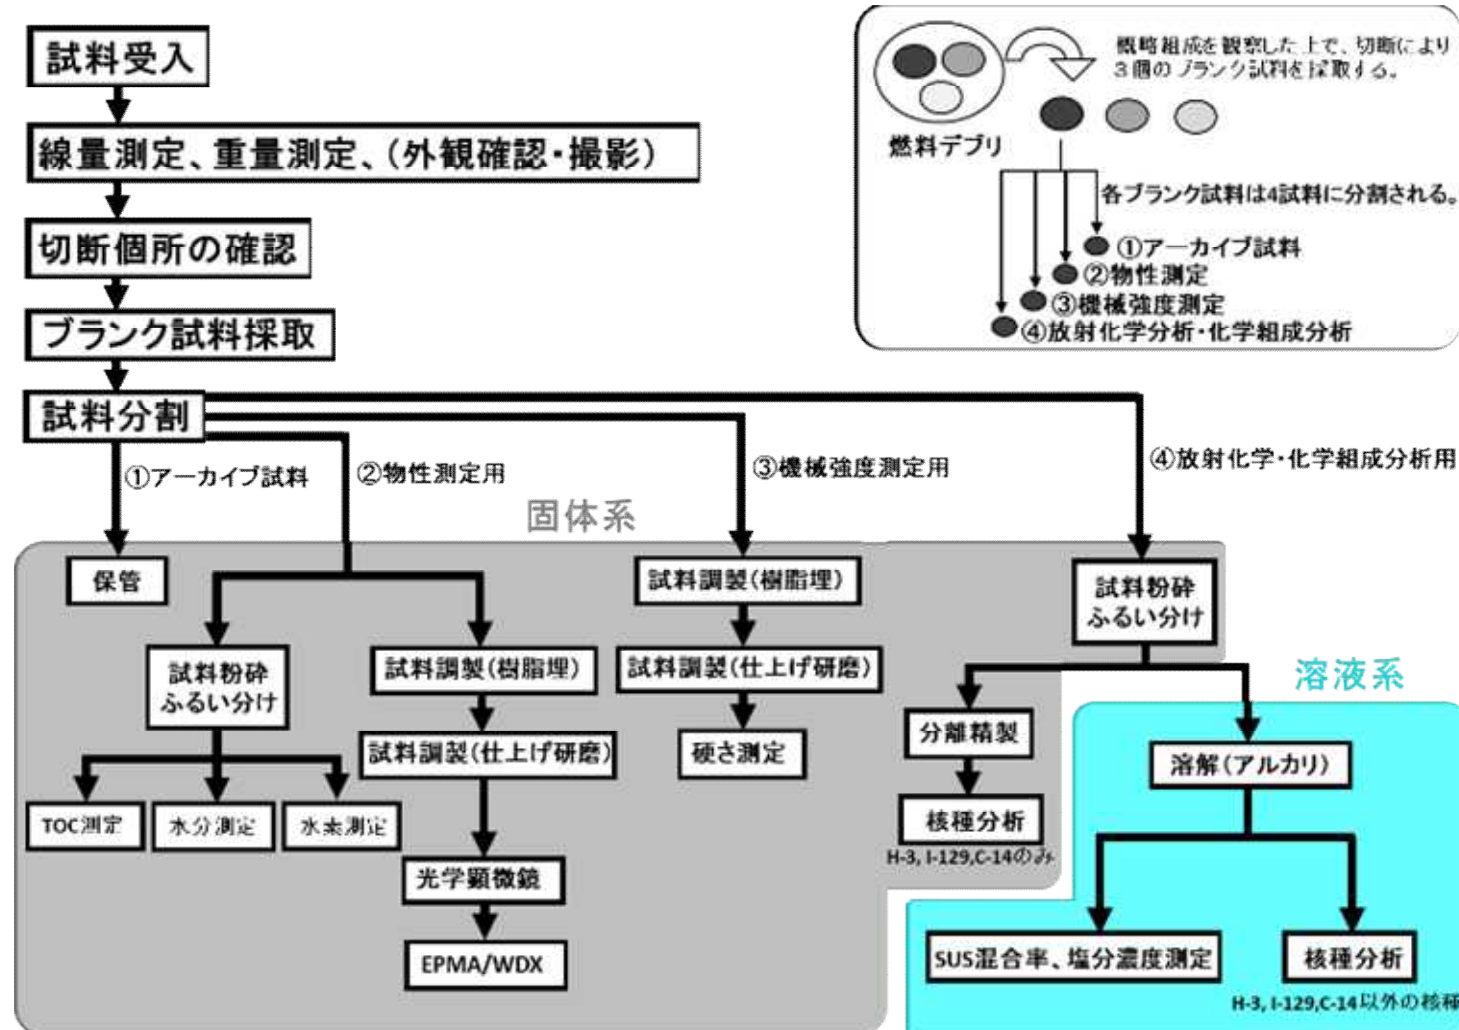 試料受入
線量測定、重量測定、(外観確認・撮影)
切断個所の確認
ブランク試料採取
試料分割
概略組成を観察した上で、切断により
3個のブランク試料を採取する。
燃料デブリ
各ブランク試料は4試料に分割される。
①アーカイブ試料
②物性測定
③機械強度測定
④放射化学分析・化学組成分析
①アーカイブ試料
②物性測定用
③機械強度測定用
④放射化学・化学組成分析用
固体系
保管
試料粉砕
ふるい分け
TOC測定
水分測定
水素測定
試料調製(樹脂埋)
試料調製(仕上げ研磨)
光学顕微鏡
EPMA/WDX
試料調製(樹脂埋)
試料調製(仕上げ研磨)
硬さ測定
試料粉砕
ふるい分け
分離精製
核種分析
H-3, I-129,C-14のみ
溶液系
溶解(アルカリ)
SUS混合率、塩分濃度測定
核種分析
H-3, I-129,C-14以外の核種